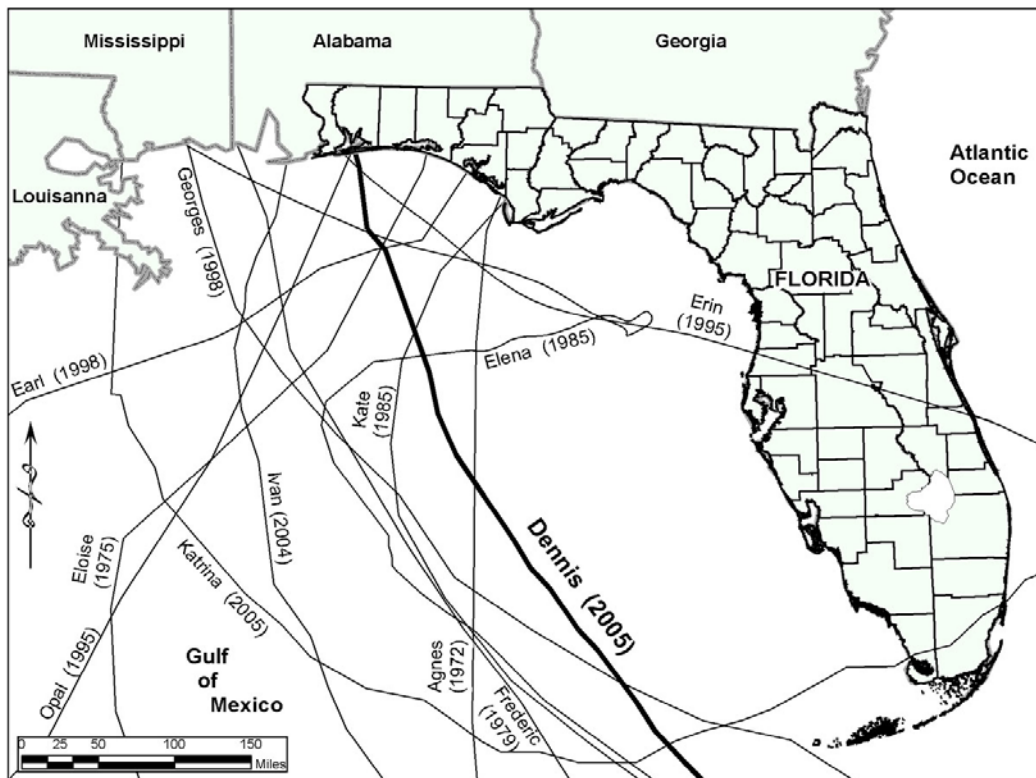 Mississippi
Alabama
Georgia
Atlantic
Ocean
Louisanna
Georges (1998)
FLORIDA
Erin
(1995)
Earl (1998)
Elena (1985)
Kate
(1985)
Ivan (2004)
Eloise
(1975)
Katrina (2005)
Dennis (2005)
Opal (1995)
Gulf
of
Mexico
Agnes
(1972)
Frederic
(1979)
0 25 50 100 150
Miles